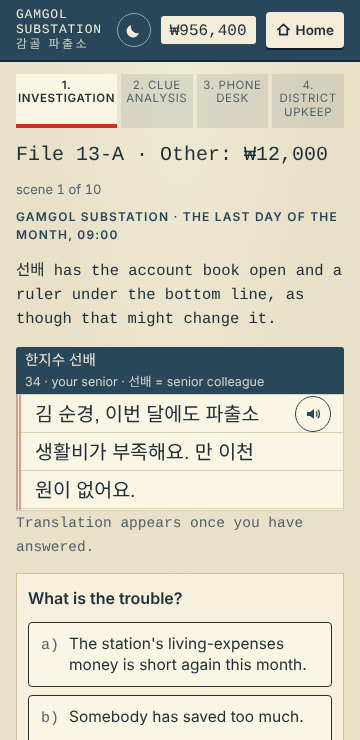 GAMGOL
SUBSTATION
감골 파출소
₩956,400
Home
1.
INVESTIGATION
2. CLUE
ANALYSIS
3. PHONE
DESK
4.
DISTRICT
UPKEEP
File 13-A · Other: ₩12,000
scene 1 of 10
GAMGOL SUBSTATION · THE LAST DAY OF THE
MONTH, 09:00
선배 has the account book open and a
ruler under the bottom line, as
though that might change it.
한지수 선배
34 · your senior · 선배 = senior colleague
김 순경, 이번 달에도 파출소
생활비가 부족해요. 만 이천
원이 없어요.
Translation appears once you have
answered.
What is the trouble?
a) The station's living-expenses
money is short again this month.
b) Somebody has saved too much.